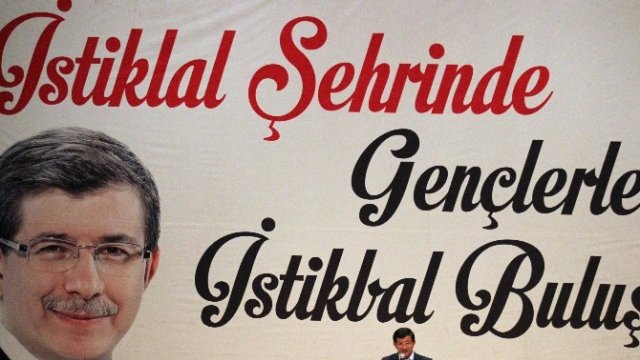 İstiklal Şehrinde
Gençlerle
İstikbal Buluş